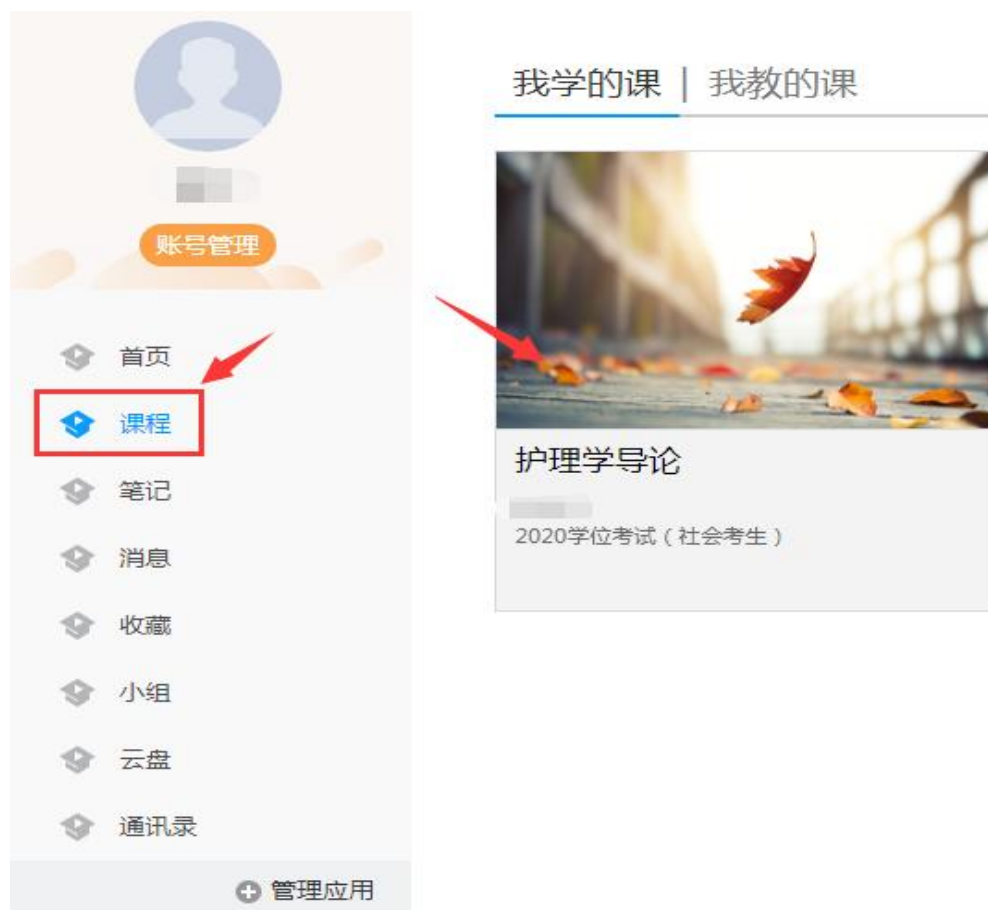 账号管理
首页
课程
笔记
消息
收藏
小组
云盘
通讯录
管理应用
我学的课 | 我教的课
护理学导论
2020学位考试（社会考生）